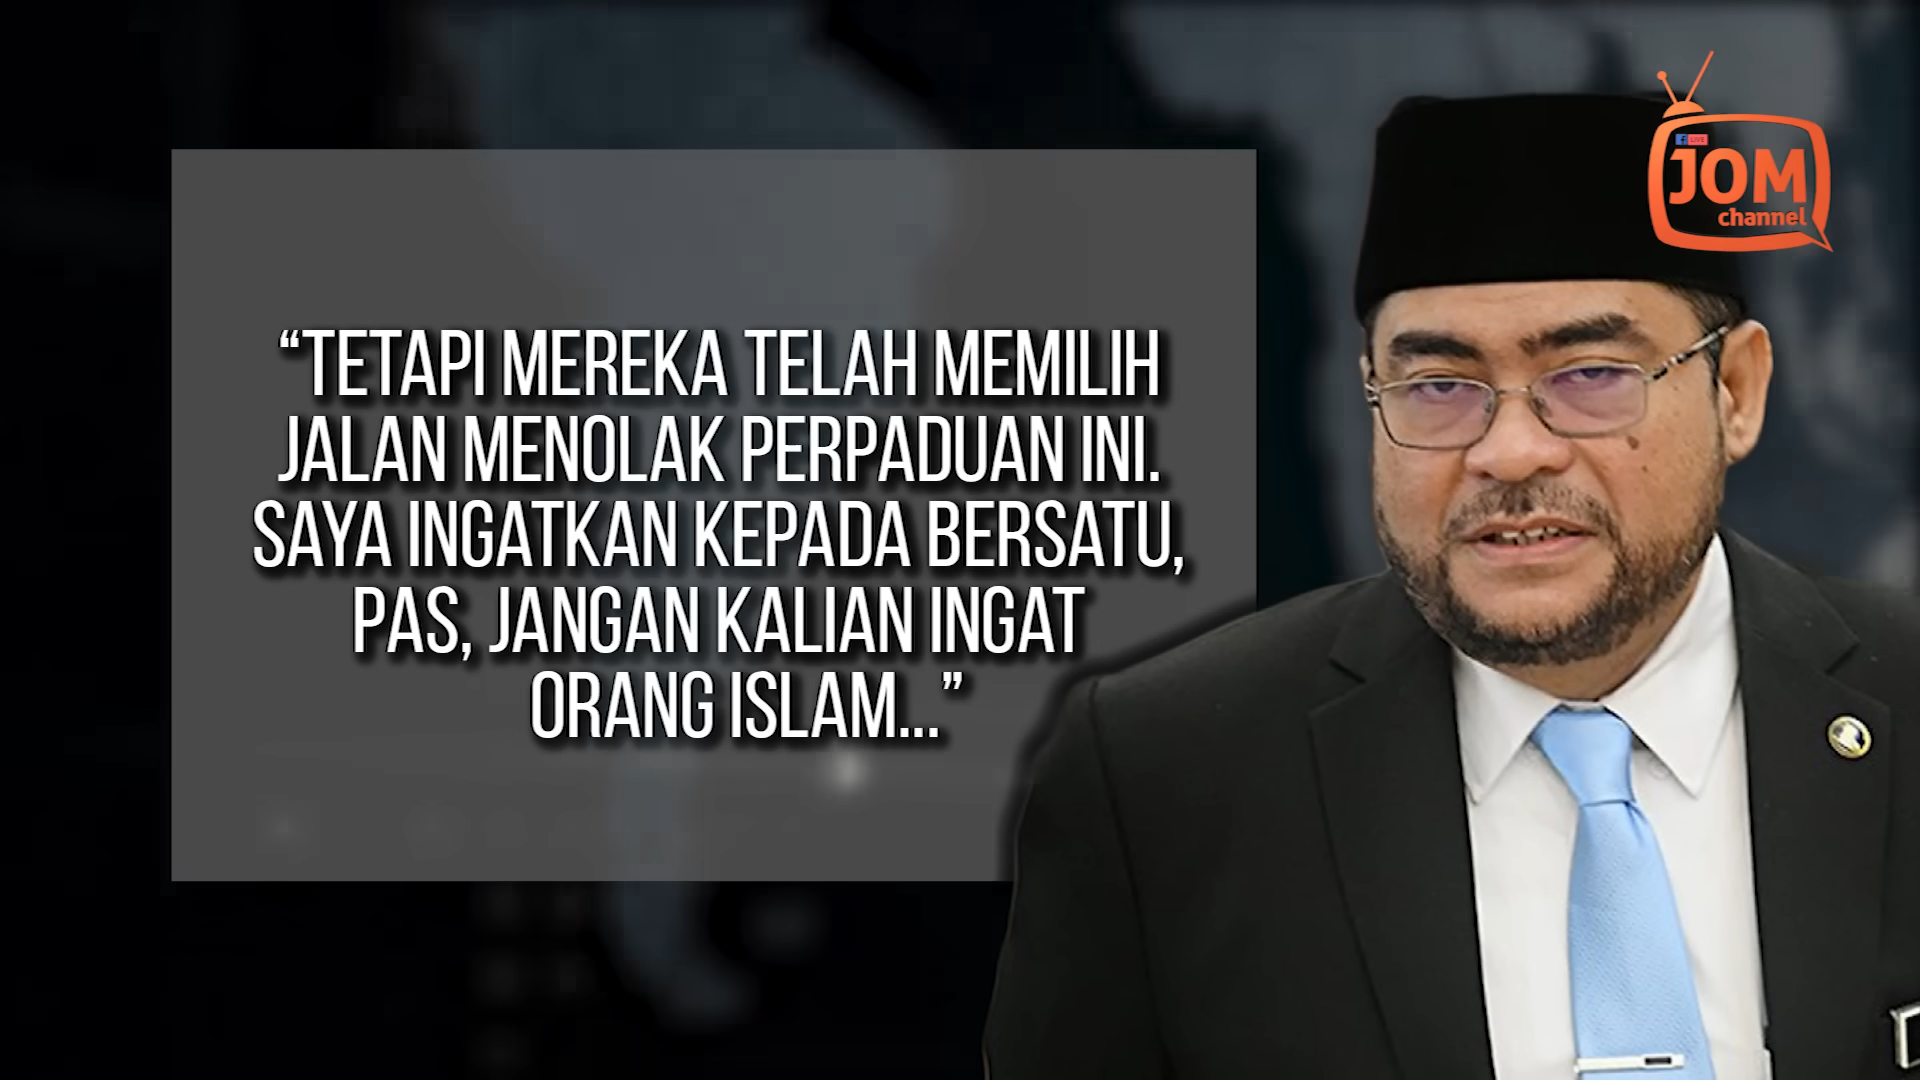 LIVE
JOM
channel
“TETAPI MEREKA TELAH MEMILIH
JALAN MENOLAK PERPADUAN INI.
SAYA INGATKAN KEPADA BERSATU,
PAS, JANGAN KALIAN INGAT
ORANG ISLAM...”